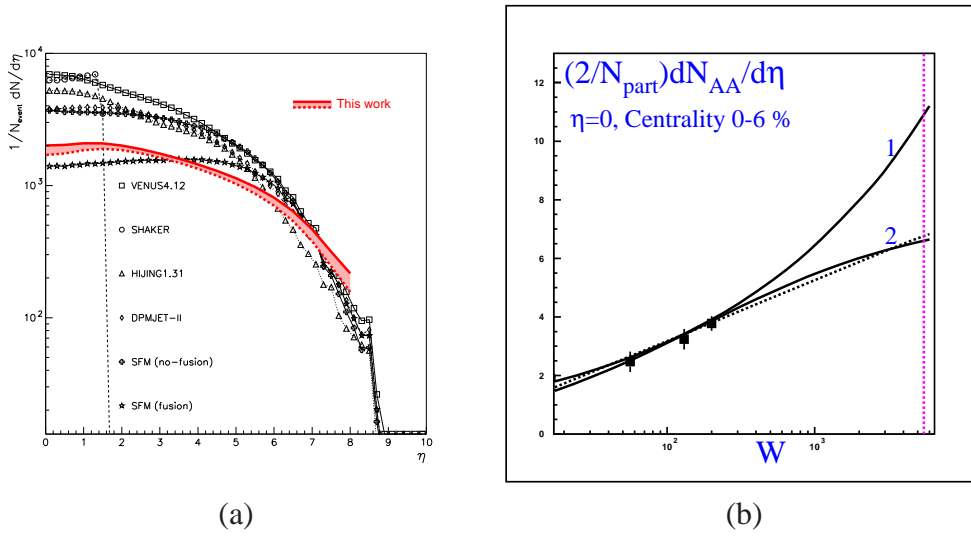 10^4
10^3
10^2
1/N_event dN/dη
This work
VENUS4.12
SHAKER
HIJING1.31
DPMJET-II
SFM (no-fusion)
SFM (fusion)
0 1 2 3 4 5 6 7 8 9 10
η
(a)
(2/N_part)dN_AA/dη
η=0, Centrality 0-6 %
1
2
12
10
8
6
4
2
0
10^2 10^3
W
(b)